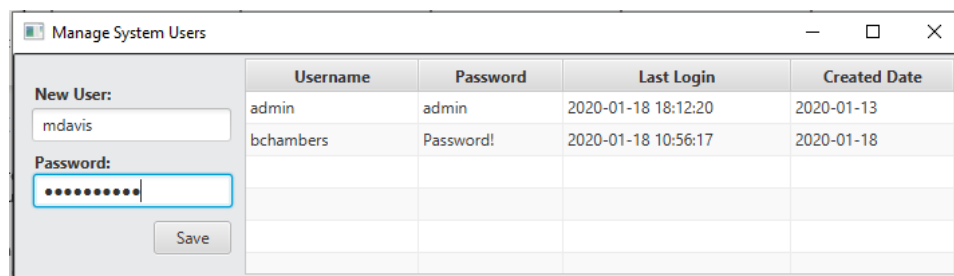 Manage System Users
New User:
mdavis
Password:
••••••••••
Save
Username Password Last Login Created Date
admin admin 2020-01-18 18:12:20 2020-01-13
bchambers Password! 2020-01-18 10:56:17 2020-01-18